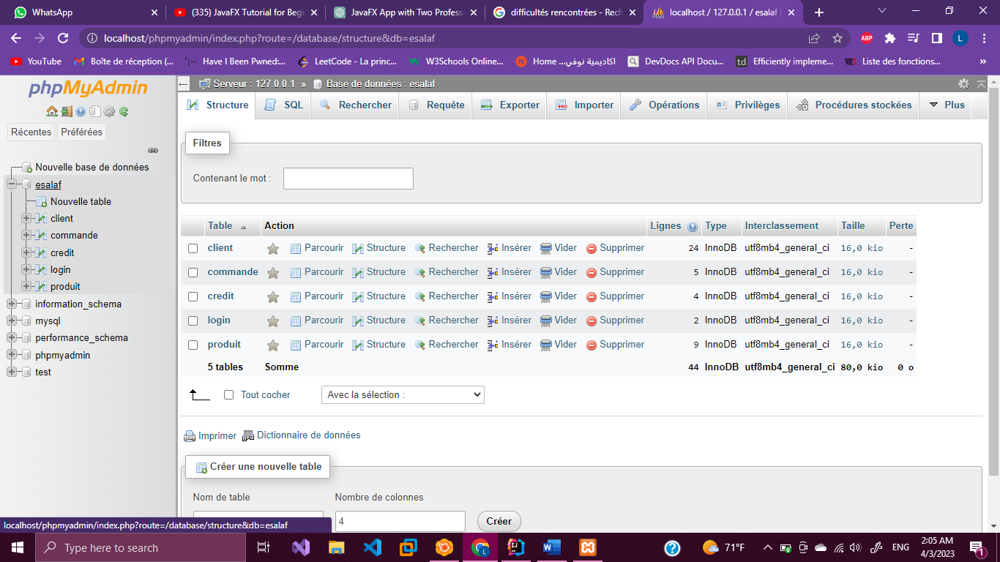 WhatsApp
(335) JavaFX Tutorial for Begi
JavaFX App with Two Profess
difficultés rencontrées - Rech
localhost / 127.0.0.1 / esalaf |
localhost/phpmyadmin/index.php?route=/database/structure&db=esalaf
ABP
L
YouTube
Boîte de réception (...
Have I Been Pwned:...
LeetCode - La princ...
W3Schools Online...
Home ...اكاديمية نوفي
DevDocs API Docu...
td Efficiently impleme...
Liste des fonctions...
»
phpMyAdmin
Récentes Préférées
Nouvelle base de données
esalaf
Nouvelle table
client
commande
credit
login
produit
information_schema
mysql
performance_schema
phpmyadmin
test
Serveur : 127.0.0.1 » Base de données : esalaf
Structure SQL Rechercher Requête Exporter Importer Opérations Privilèges Procédures stockées Plus
Filtres
Contenant le mot :
Table Action Lignes Type Interclassement Taille Perte
client Parcourir Structure Rechercher Insérer Vider Supprimer 24 InnoDB utf8mb4_general_ci 16,0 kio -
commande Parcourir Structure Rechercher Insérer Vider Supprimer 5 InnoDB utf8mb4_general_ci 16,0 kio -
credit Parcourir Structure Rechercher Insérer Vider Supprimer 4 InnoDB utf8mb4_general_ci 16,0 kio -
login Parcourir Structure Rechercher Insérer Vider Supprimer 2 InnoDB utf8mb4_general_ci 16,0 kio -
produit Parcourir Structure Rechercher Insérer Vider Supprimer 9 InnoDB utf8mb4_general_ci 16,0 kio -
5 tables Somme 44 InnoDB utf8mb4_general_ci 80,0 kio 0 o
Tout cocher Avec la sélection :
Imprimer Dictionnaire de données
Créer une nouvelle table
Nom de table Nombre de colonnes
4 Créer
localhost/phpmyadmin/index.php?route=/database/structure&db=esalaf
Type here to search
71°F
ENG
2:05 AM
4/3/2023
1